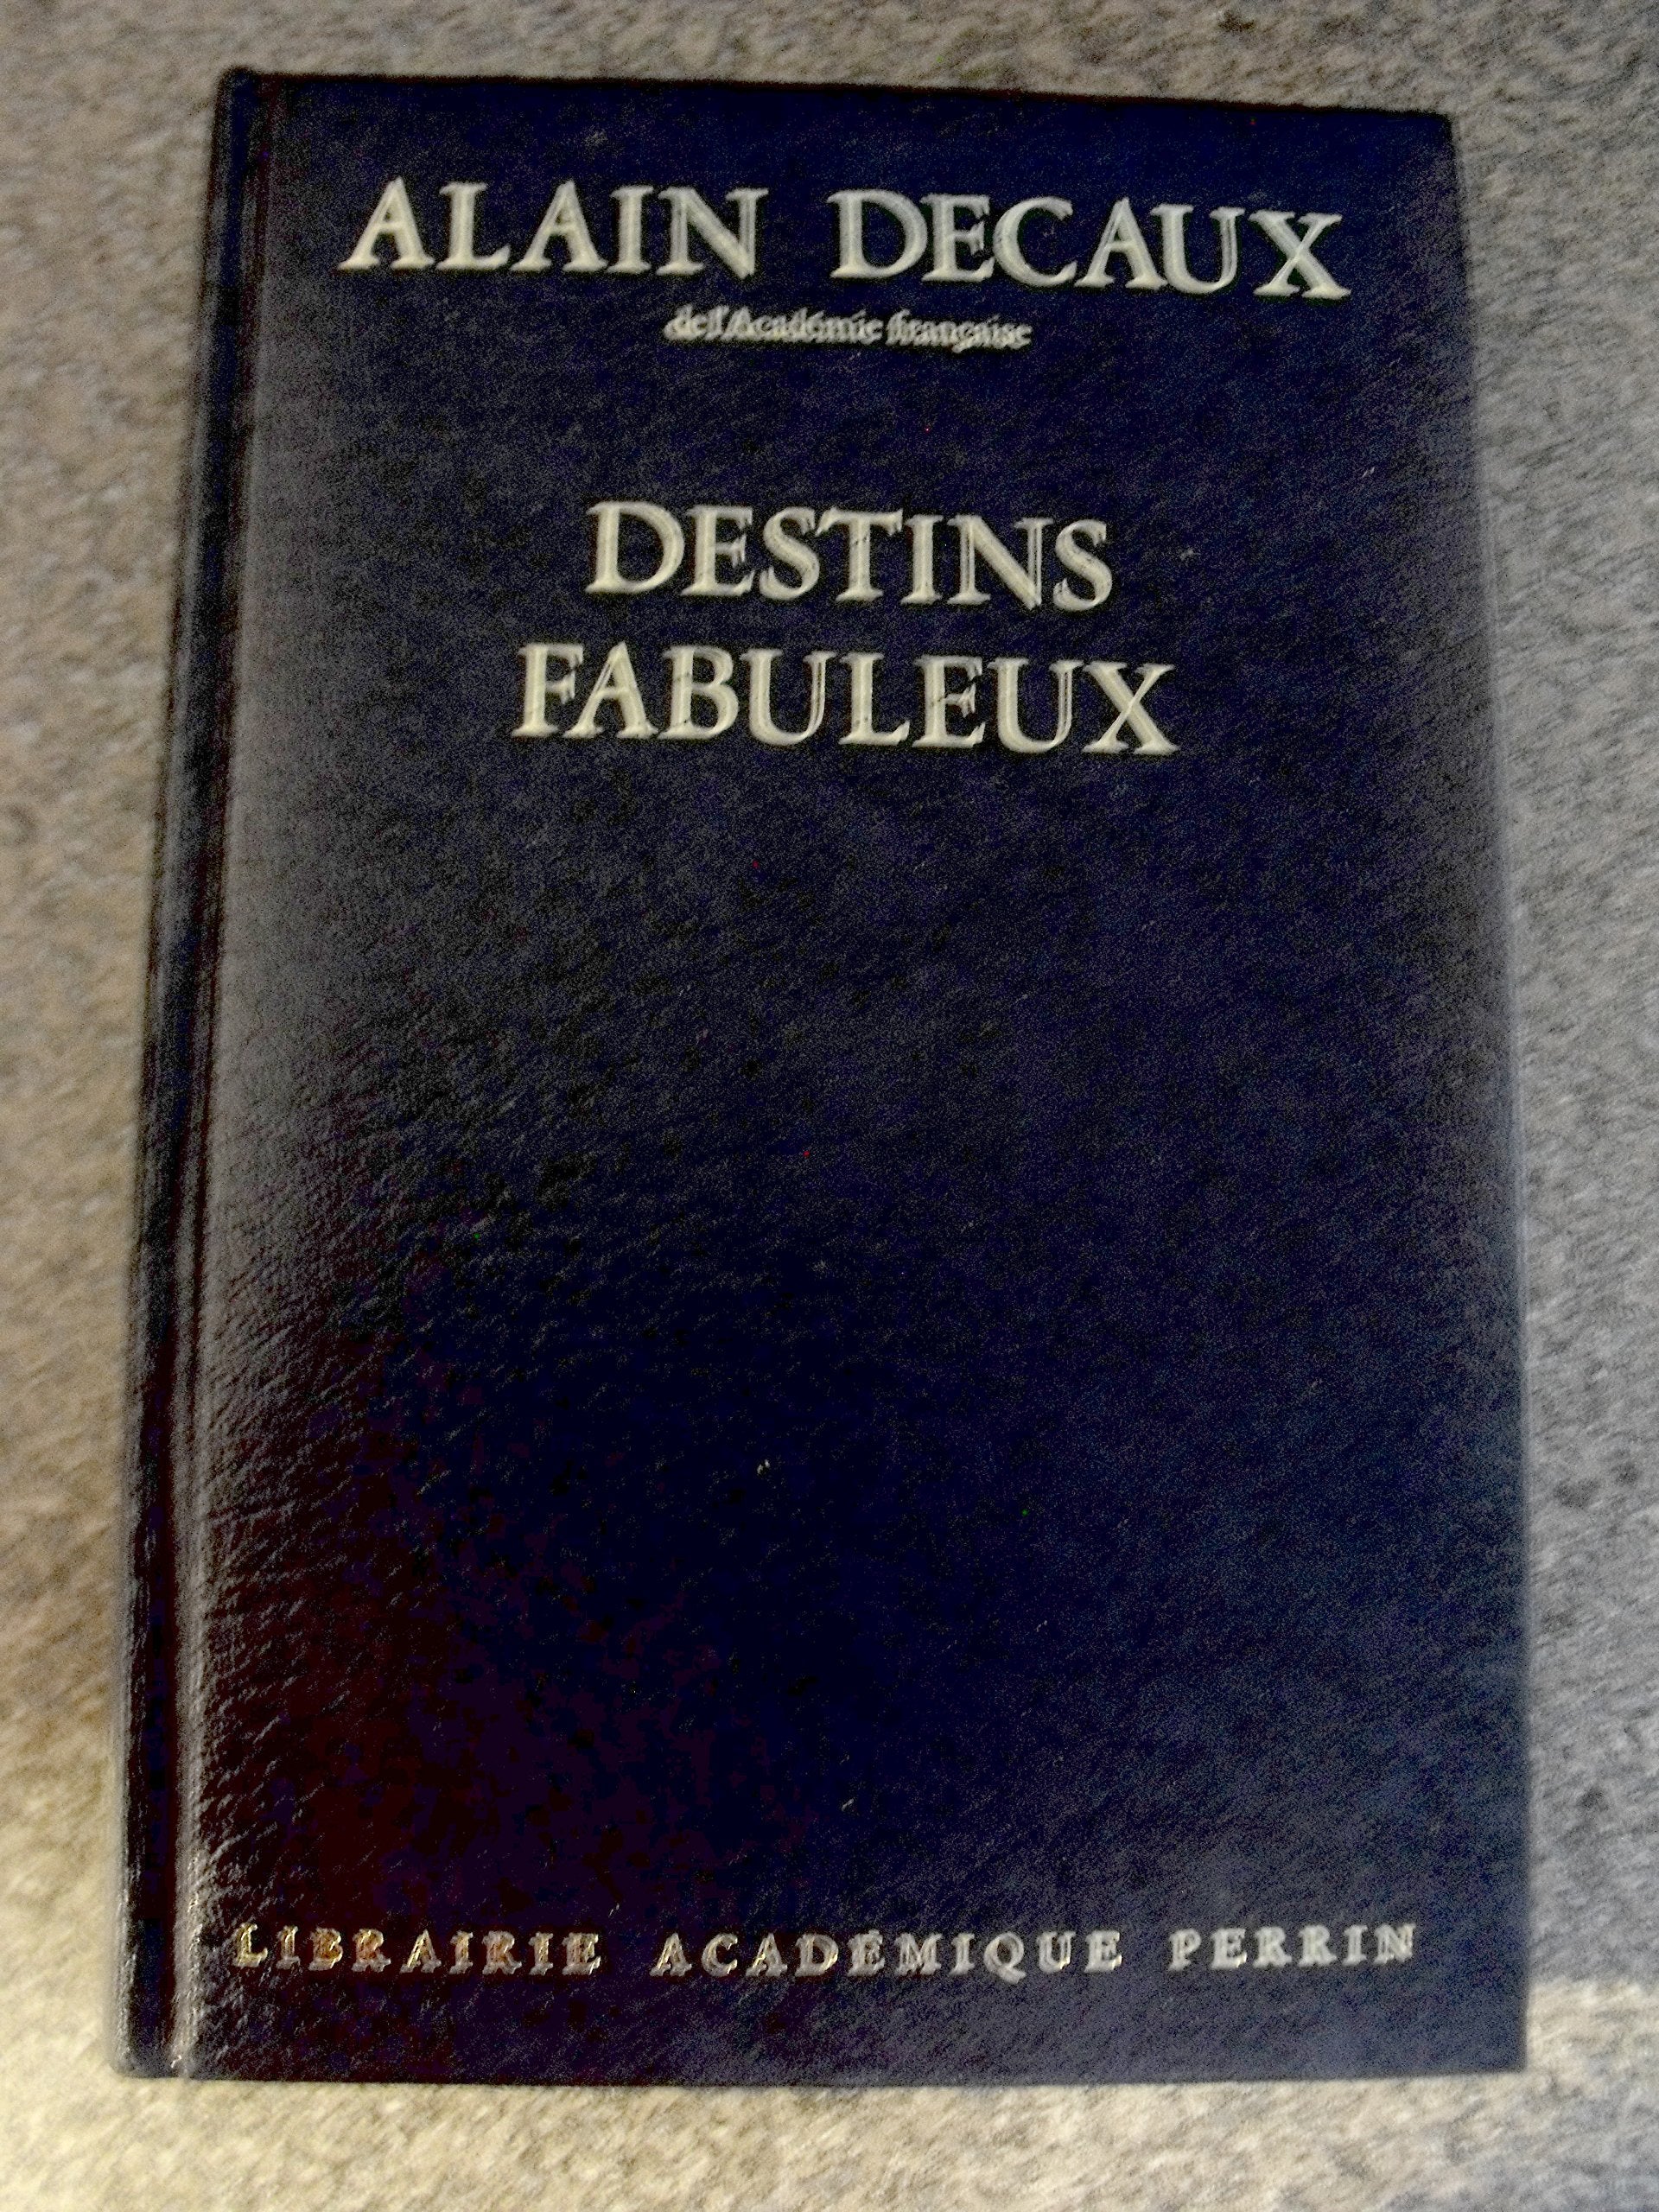 ALAIN DECAUX
de l'Académie française
DESTINS
FABULEUX
LIBRAIRIE ACADÉMIQUE PERRIN